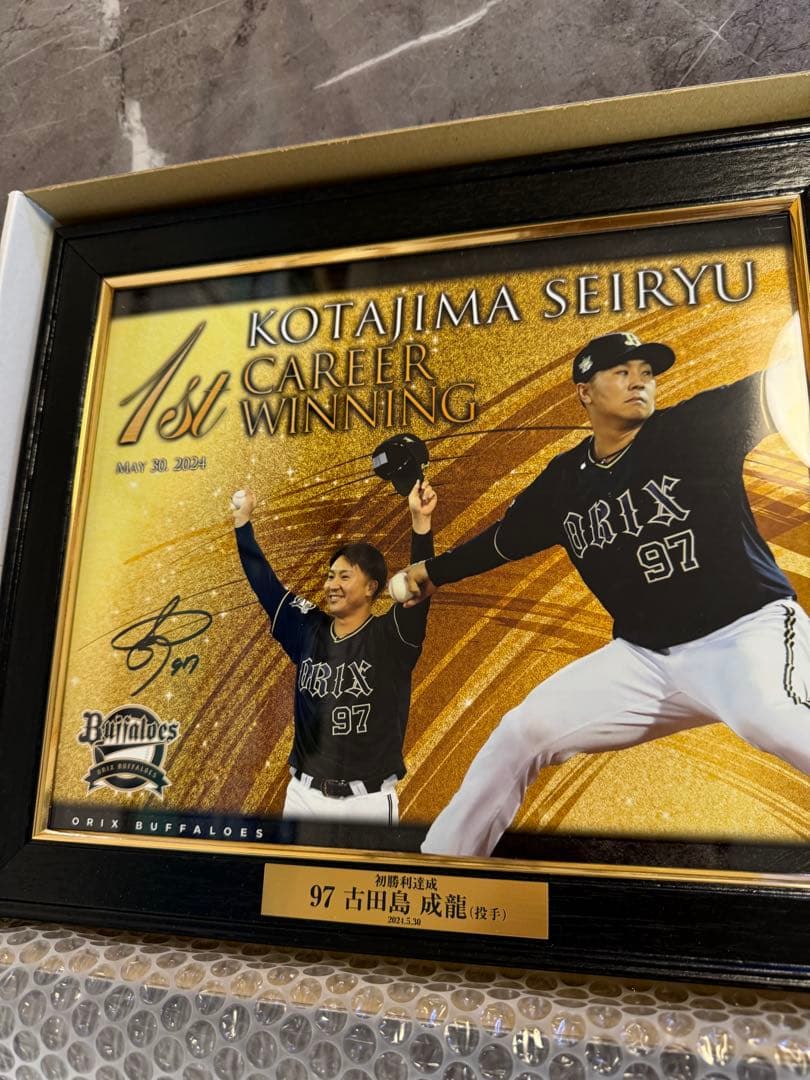 KOTAJIMA SEIRYU
1st CAREER
WINNING
MAY 30. 2024
ORIX
97
ORIX
97
97
Buffaloes
ORIX BUFFALOES
ORIX BUFFALOES
初勝利達成
97 古田島 成龍(投手)
2024.5.30